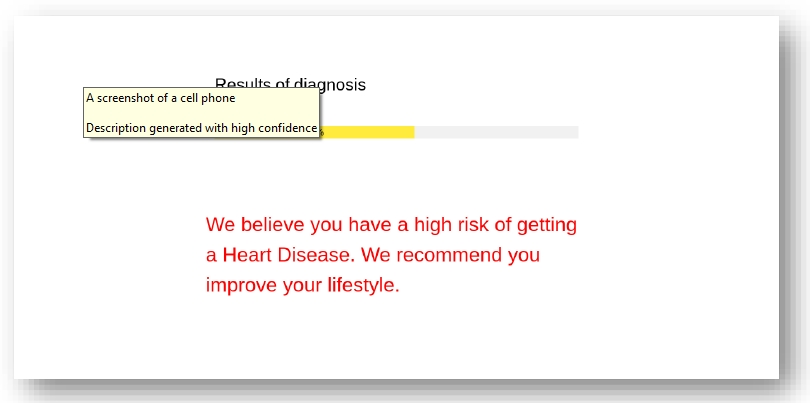 Results of diagnosis
A screenshot of a cell phone
Description generated with high confidence
%
We believe you have a high risk of getting
a Heart Disease. We recommend you
improve your lifestyle.